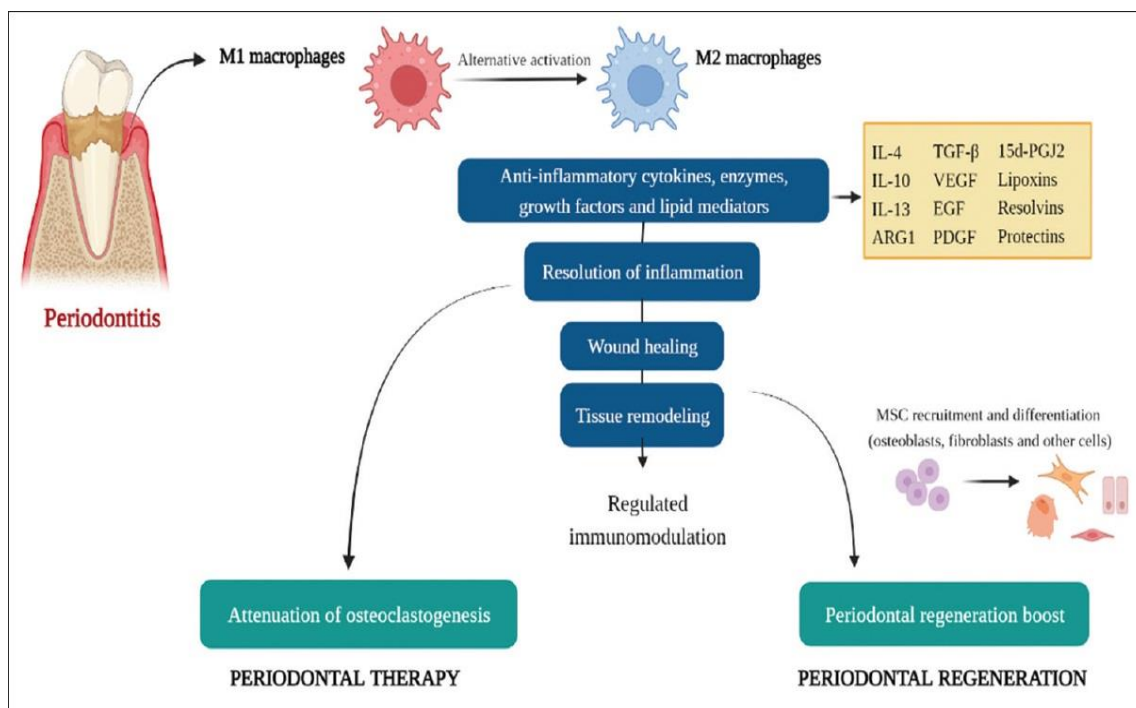 M1 macrophages
Alternative activation
M2 macrophages
Periodontitis
Anti-inflammatory cytokines, enzymes,
growth factors and lipid mediators
IL-4 TGF-β 15d-PGJ2
IL-10 VEGF Lipoxins
IL-13 EGF Resolvins
ARG1 PDGF Protectins
Resolution of inflammation
Wound healing
Tissue remodeling
Regulated
immunomodulation
MSC recruitment and differentiation
(osteoblasts, fibroblasts and other cells)
Attenuation of osteoclastogenesis
PERIODONTAL THERAPY
Periodontal regeneration boost
PERIODONTAL REGENERATION